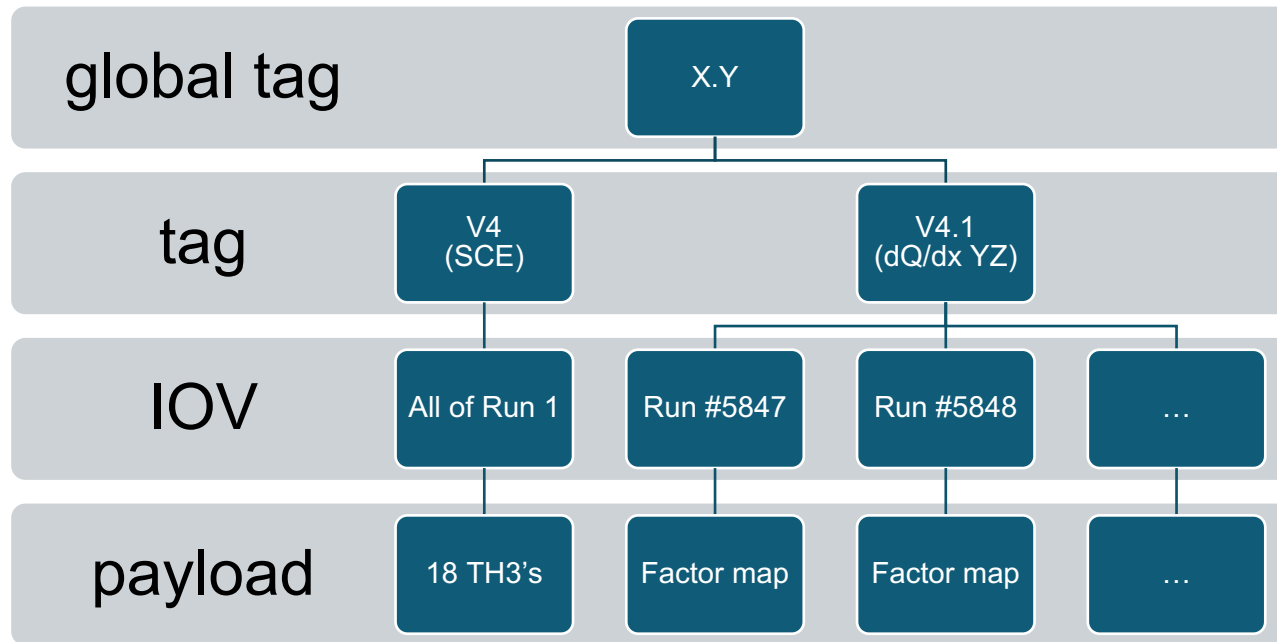 global tag
X.Y
tag
V4
(SCE)
V4.1
(dQ/dx YZ)
IOV
All of Run 1
Run #5847
Run #5848
…
payload
18 TH3's
Factor map
Factor map
…